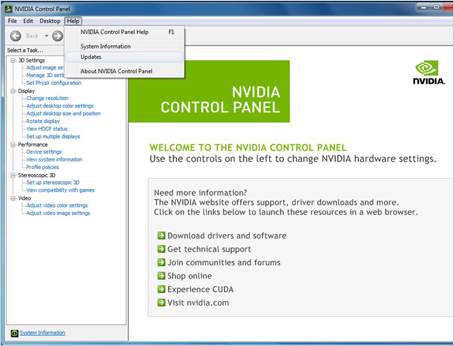 NVIDIA Control Panel
File Edit Desktop Help
Back
NVIDIA Control Panel Help F1
System Information
Updates
About NVIDIA Control Panel
Select a Task...
3D Settings
Adjust image se
Manage 3D sett
Set PhysX configuration
Display
Change resolution
Adjust desktop color settings
Adjust desktop size and position
Rotate display
View HDCP status
Set up multiple displays
Performance
Device settings
View system information
Profile policies
Stereoscopic 3D
Set up stereoscopic 3D
View compatibility with games
Video
Adjust video color settings
Adjust video image settings
System Information
NVIDIA
CONTROL PANEL
NVIDIA.
WELCOME TO THE NVIDIA CONTROL PANEL
Use the controls on the left to change NVIDIA hardware settings.
Need more information?
The NVIDIA website offers support, driver downloads and more.
Click on the links below to launch these resources in a web browser.
Download drivers and software
Get technical support
Join communities and forums
Shop online
Experience CUDA
Visit nvidia.com